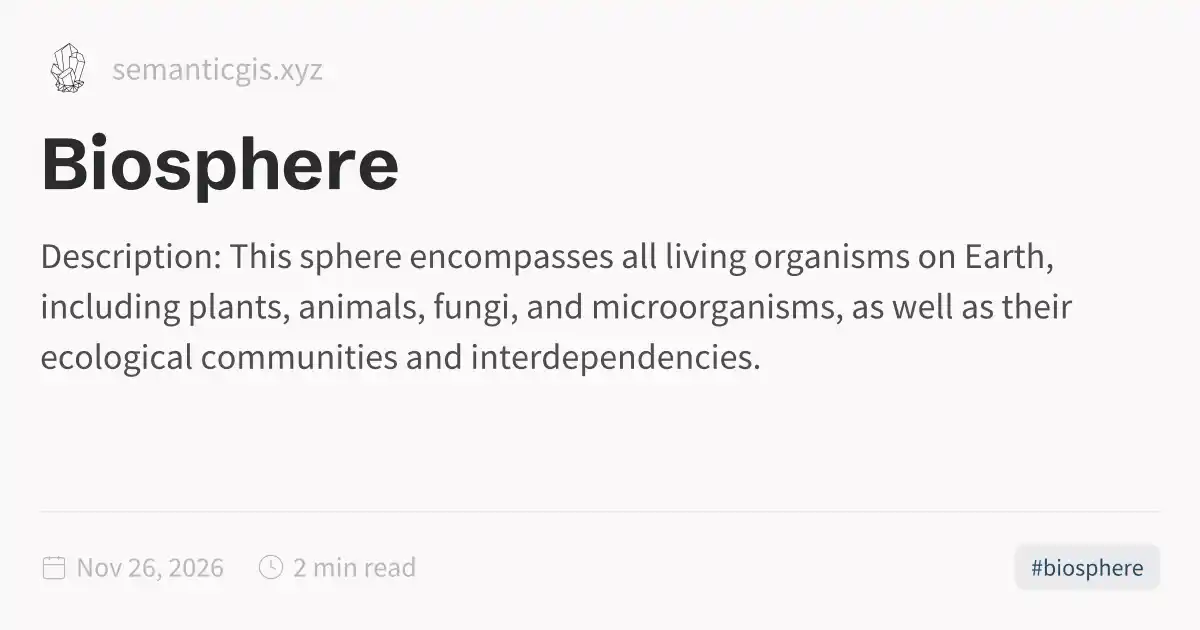 semanticgis.xyz
Biosphere
Description: This sphere encompasses all living organisms on Earth,
including plants, animals, fungi, and microorganisms, as well as their
ecological communities and interdependencies.
Nov 26, 2026 2 min read #biosphere